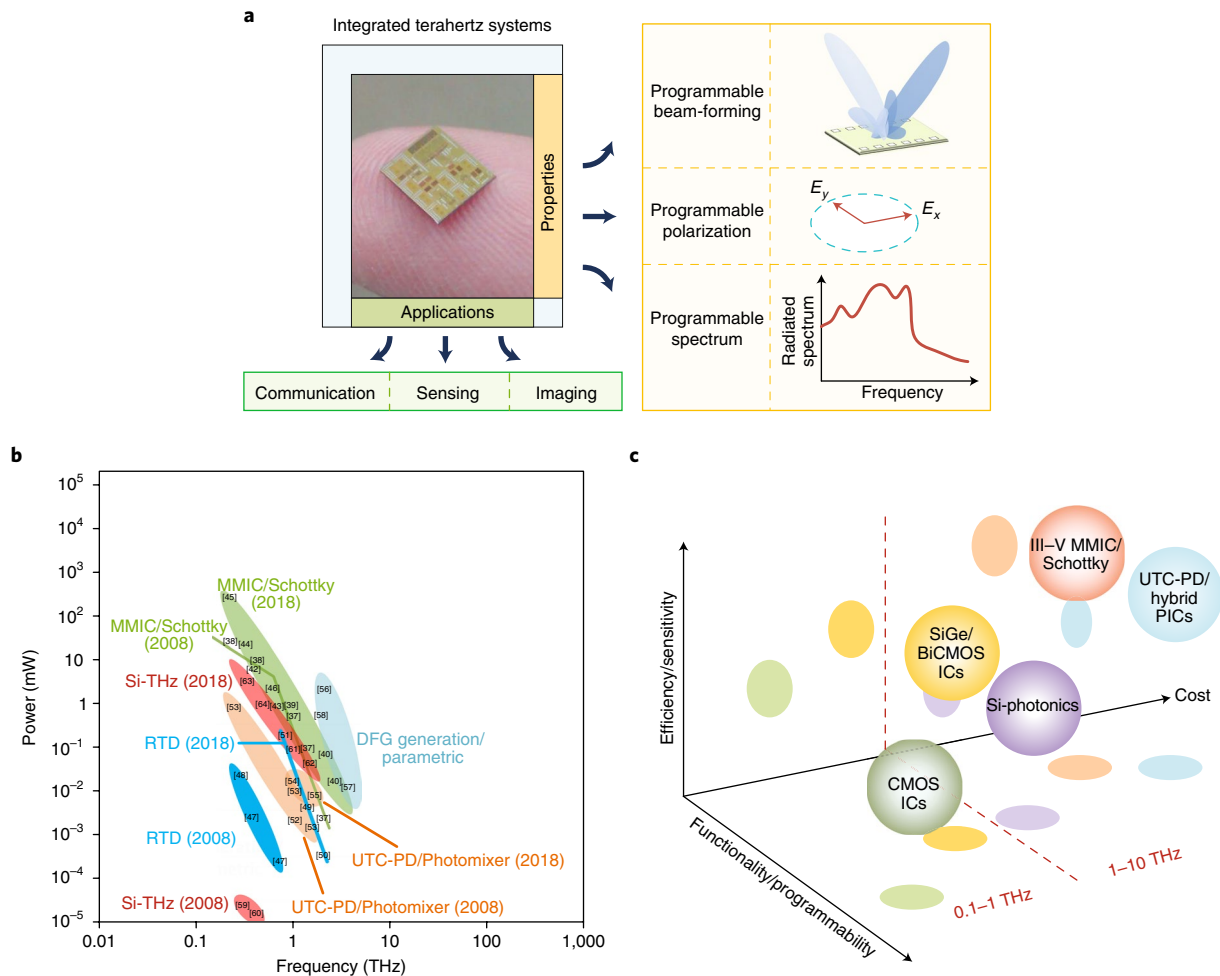 a
Integrated terahertz systems
Properties
Applications
Communication
Sensing
Imaging
Programmable
beam-forming
Programmable
polarization
Ey
Ex
Programmable
spectrum
Radiated
spectrum
Frequency
b
Power (mW)
10^5
10^4
10^3
10^2
10
1
10^–1
10^–2
10^–3
10^–4
10^–5
0.01
0.1
1
10
100
1,000
Frequency (THz)
MMIC/Schottky
(2018)
[45]
MMIC/Schottky
(2008)
[38]
[44]
[38]
[42]
Si-THz (2018)
[63]
[46]
[56]
[53]
[64]
[43]
[39]
[37]
[58]
RTD (2018)
[51]
[61]
[37]
[40]
[62]
DFG generation/
parametric
[48]
[54]
[53]
[40]
[57]
[55]
[49]
RTD (2008)
[47]
[52]
[53]
[37]
[47]
[50]
UTC-PD/Photomixer (2018)
Si-THz (2008)
[59]
[60]
UTC-PD/Photomixer (2008)
c
Efficiency/sensitivity
III–V MMIC/
Schottky
UTC-PD/
hybrid
PICs
SiGe/
BiCMOS
ICs
Si-photonics
Cost
CMOS
ICs
Functionality/programmability
0.1–1 THz
1–10 THz